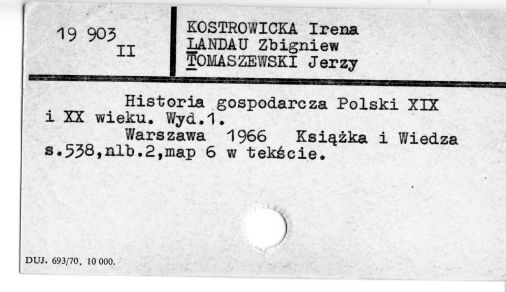 19 903
II
KOSTROWICKA Irena
LANDAU Zbigniew
TOMASZEWSKI Jerzy
Historia gospodarcza Polski XIX
i XX wieku. Wyd.1.
Warszawa 1966 Książka i Wiedza
s.538,nlb.2,map 6 w tekście.
DUJ. 693/70. 10 000.